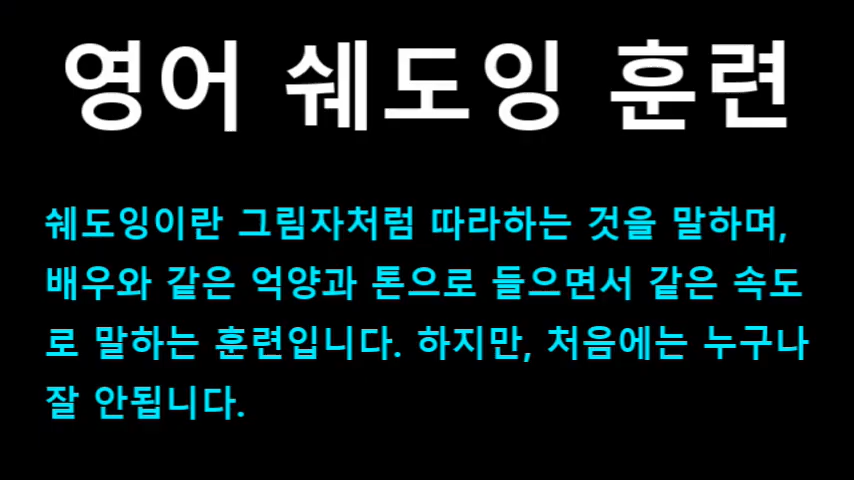 영어 쉐도잉 훈련
쉐도잉이란 그림자처럼 따라하는 것을 말하며,
배우와 같은 억양과 톤으로 들으면서 같은 속도
로 말하는 훈련입니다. 하지만, 처음에는 누구나
잘 안됩니다.